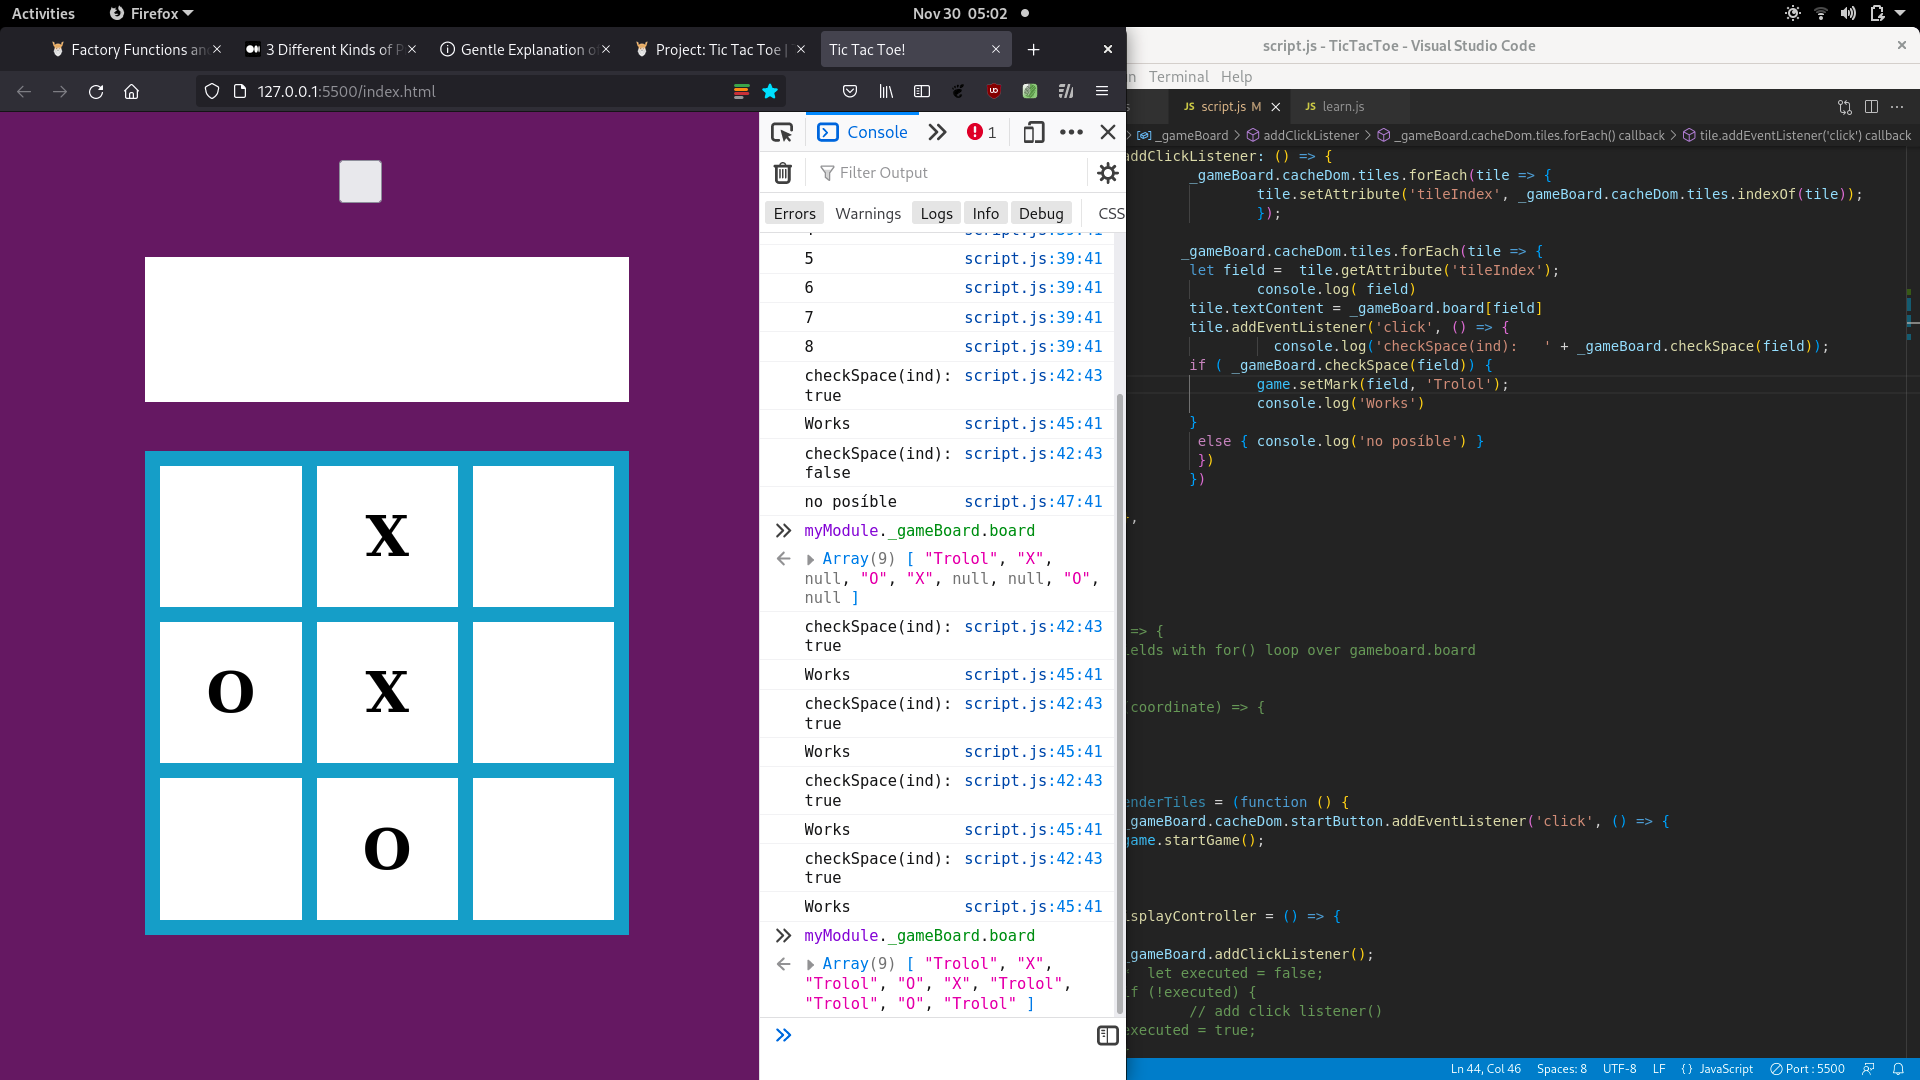 Activities
Firefox
Nov 30 05:02
Factory Functions an
3 Different Kinds of P
Gentle Explanation of
Project: Tic Tac Toe |
Tic Tac Toe!
127.0.0.1:5500/index.html
Console
1
Filter Output
Errors
Warnings
Logs
Info
Debug
CSS
5 script.js:39:41
6 script.js:39:41
7 script.js:39:41
8 script.js:39:41
checkSpace(ind): script.js:42:43
true
Works script.js:45:41
checkSpace(ind): script.js:42:43
false
no posíble script.js:47:41
myModule._gameBoard.board
Array(9) [ "Trolol", "X",
null, "O", "X", null, null, "O",
null ]
checkSpace(ind): script.js:42:43
true
Works script.js:45:41
checkSpace(ind): script.js:42:43
true
Works script.js:45:41
checkSpace(ind): script.js:42:43
true
Works script.js:45:41
checkSpace(ind): script.js:42:43
true
Works script.js:45:41
myModule._gameBoard.board
Array(9) [ "Trolol", "X",
"Trolol", "O", "X", "Trolol",
"Trolol", "O", "Trolol" ]
X
O X
O
script.js - TicTacToe - Visual Studio Code
Terminal Help
JS script.js M
JS learn.js
_gameBoard > addClickListener > _gameBoard.cacheDom.tiles.forEach() callback > tile.addEventListener('click') callback
addClickListener: () => {
_gameBoard.cacheDom.tiles.forEach(tile => {
tile.setAttribute('tileIndex', _gameBoard.cacheDom.tiles.indexOf(tile));
});
_gameBoard.cacheDom.tiles.forEach(tile => {
let field = tile.getAttribute('tileIndex');
console.log( field)
tile.textContent = _gameBoard.board[field]
tile.addEventListener('click', () => {
console.log('checkSpace(ind):   ' + _gameBoard.checkSpace(field));
if ( _gameBoard.checkSpace(field)) {
game.setMark(field, 'Trolol');
console.log('Works')
}
else { console.log('no posíble') }
})
})
,
=> {
elds with for() loop over gameboard.board
coordinate) => {
enderTiles = (function () {
_gameBoard.cacheDom.startButton.addEventListener('click', () => {
game.startGame();
isplayController = () => {
_gameBoard.addClickListener();
let executed = false;
if (!executed) {
// add click listener()
executed = true;
Ln 44, Col 46
Spaces: 8
UTF-8
LF
{ } JavaScript
Port : 5500